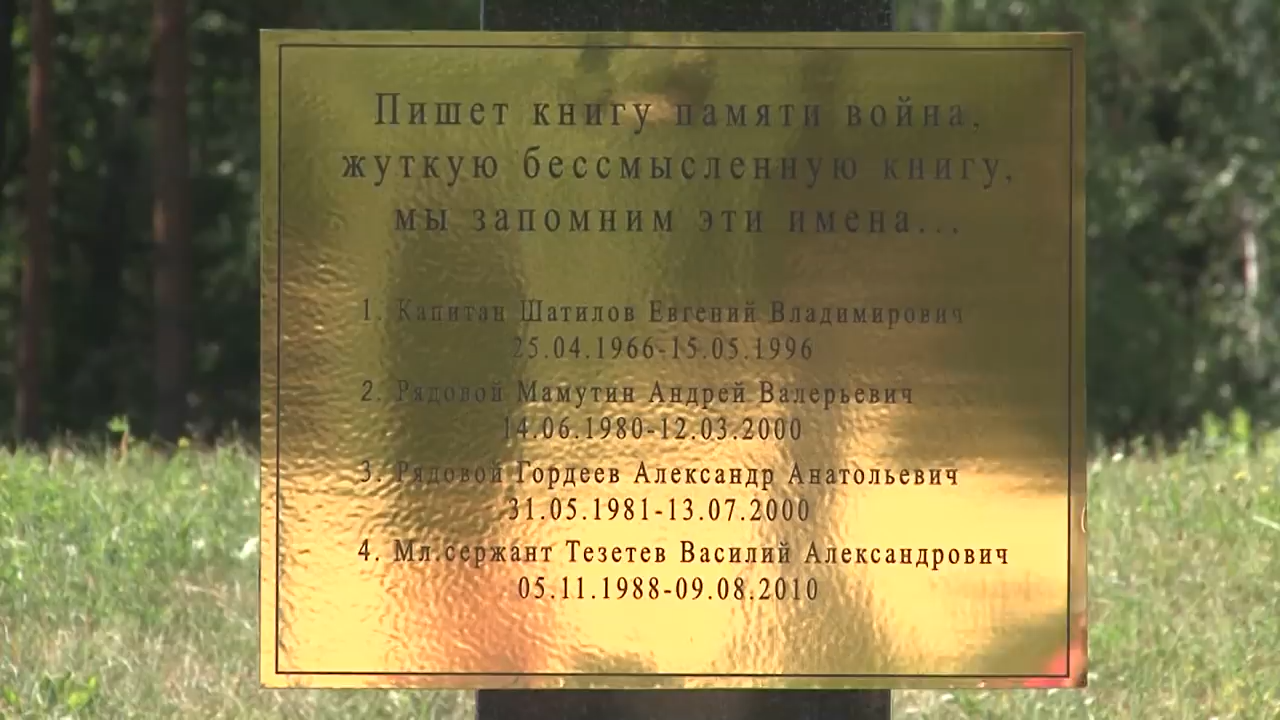 Пишет книгу памяти война,
жуткую бессмысленную книгу,
мы запомним эти имена...
1. Капитан Шатилов Евгений Владимирович
25.04.1966-15.05.1996
2. Рядовой Мамутин Андрей Валерьевич
14.06.1980-12.03.2000
3. Рядовой Гордеев Александр Анатольевич
31.05.1981-13.07.2000
4. Мл.сержант Тезетев Василий Александрович
05.11.1988-09.08.2010